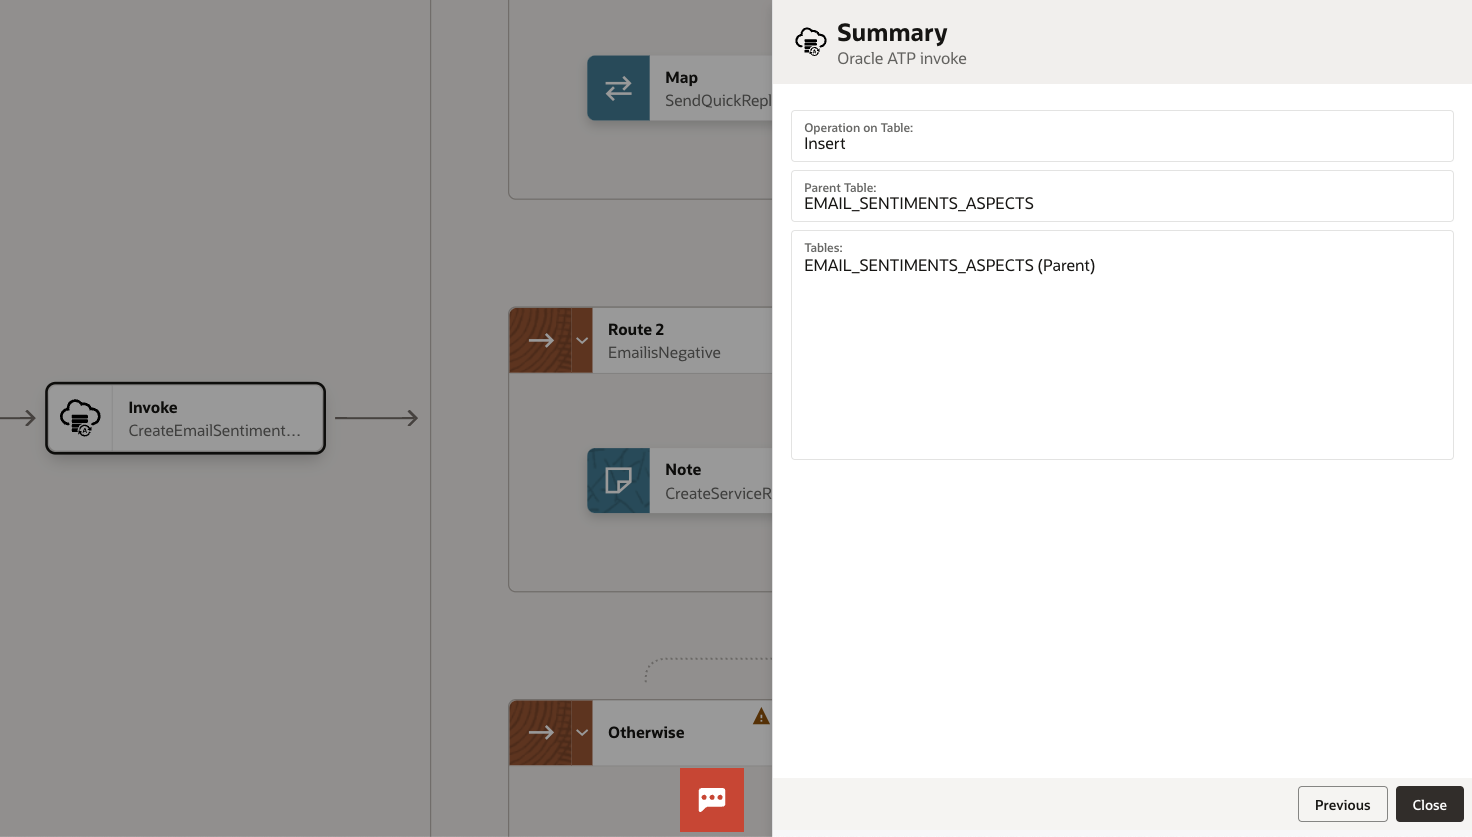 Map
SendQuickRepl
Route 2
EmailisNegative
Invoke
CreateEmailSentiment...
Note
CreateServiceR
Otherwise
Summary
Oracle ATP invoke
Operation on Table:
Insert
Parent Table:
EMAIL_SENTIMENTS_ASPECTS
Tables:
EMAIL_SENTIMENTS_ASPECTS (Parent)
Previous
Close